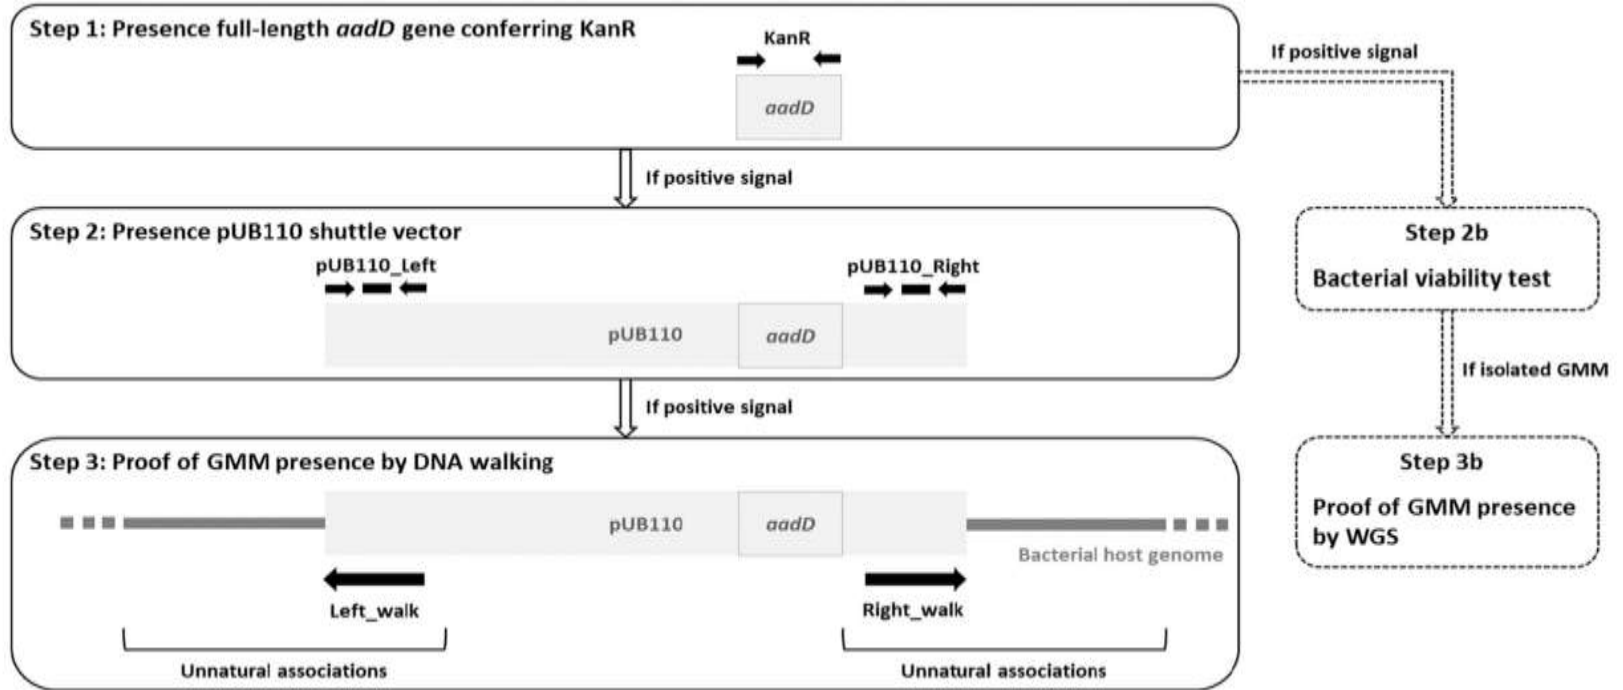 Step 1: Presence full-length aadD gene conferring KanR
KanR
aadD
If positive signal
If positive signal
Step 2: Presence pUB110 shuttle vector
pUB110_Left
pUB110_Right
pUB110
aadD
Step 2b
Bacterial viability test
If positive signal
If isolated GMM
Step 3: Proof of GMM presence by DNA walking
pUB110
aadD
Bacterial host genome
Left_walk
Right_walk
Unnatural associations
Unnatural associations
Step 3b
Proof of GMM presence
by WGS